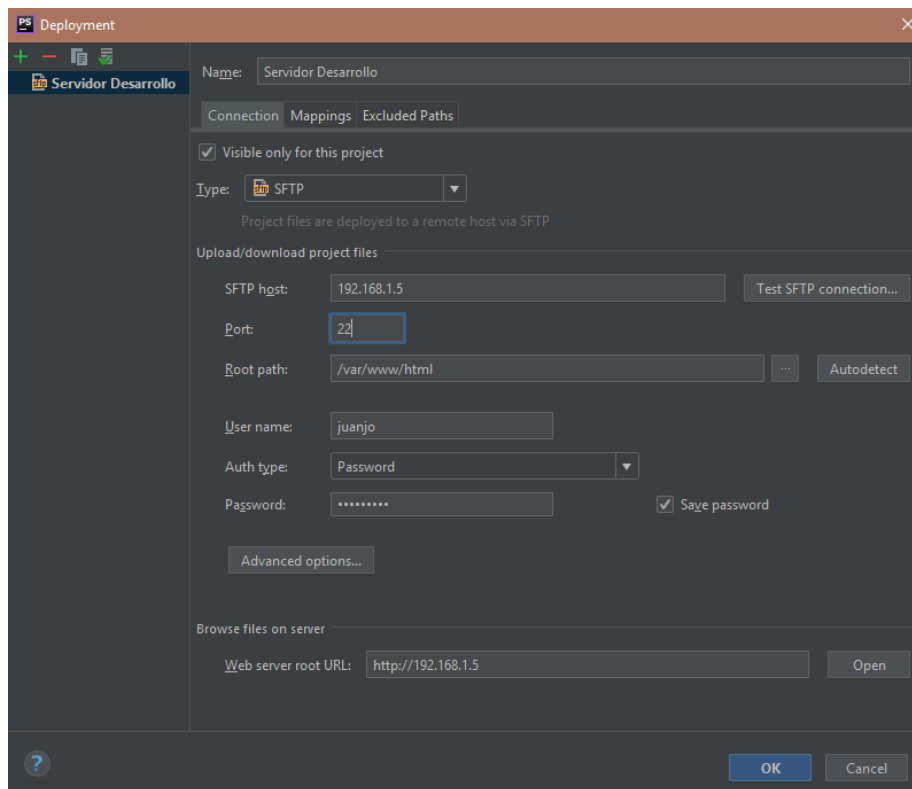 PS Deployment
Servidor Desarrollo
Name: Servidor Desarrollo
Connection Mappings Excluded Paths
Visible only for this project
Type: SFTP
Project files are deployed to a remote host via SFTP
Upload/download project files
SFTP host: 192.168.1.5 Test SFTP connection...
Port: 22
Root path: /var/www/html ... Autodetect
User name: juanjo
Auth type: Password
Password: ••••••••• Save password
Advanced options...
Browse files on server
Web server root URL: http://192.168.1.5 Open
? OK Cancel